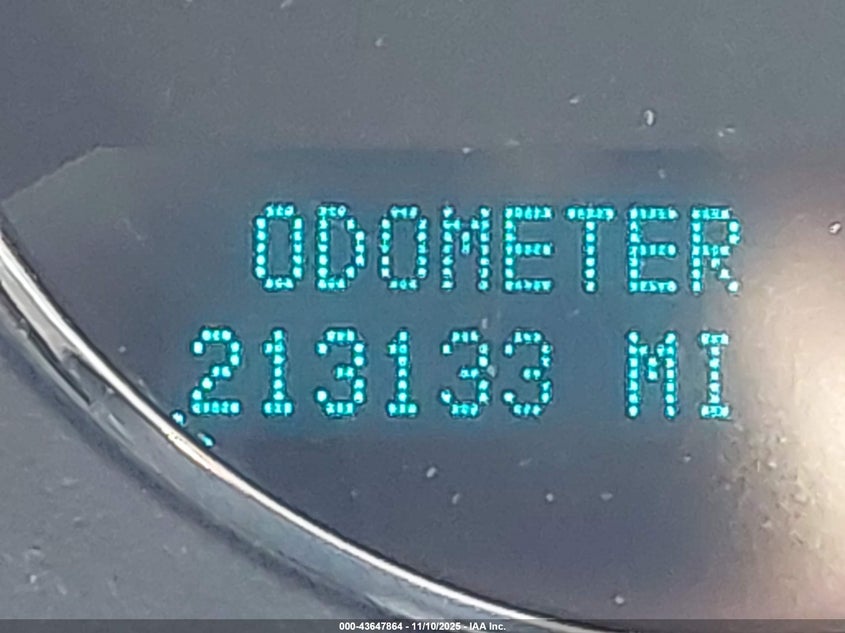 ODOMETER
213133 MI
000-43647864 - 11/10/2025 - IAA Inc.